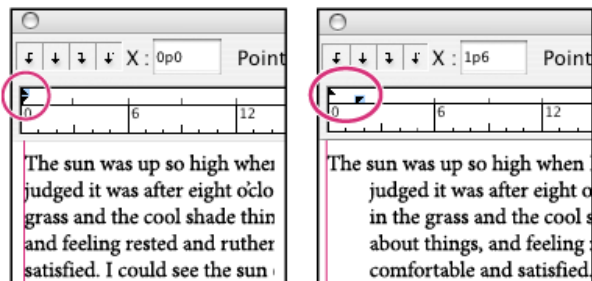 X : 0p0 Point
0 6 12
The sun was up so high when
judged it was after eight o'clo
grass and the cool shade thin
and feeling rested and ruther
satisfied. I could see the sun
X : 1p6 Point
0 6 12
The sun was up so high when
judged it was after eight o
in the grass and the cool s
about things, and feeling
comfortable and satisfied,